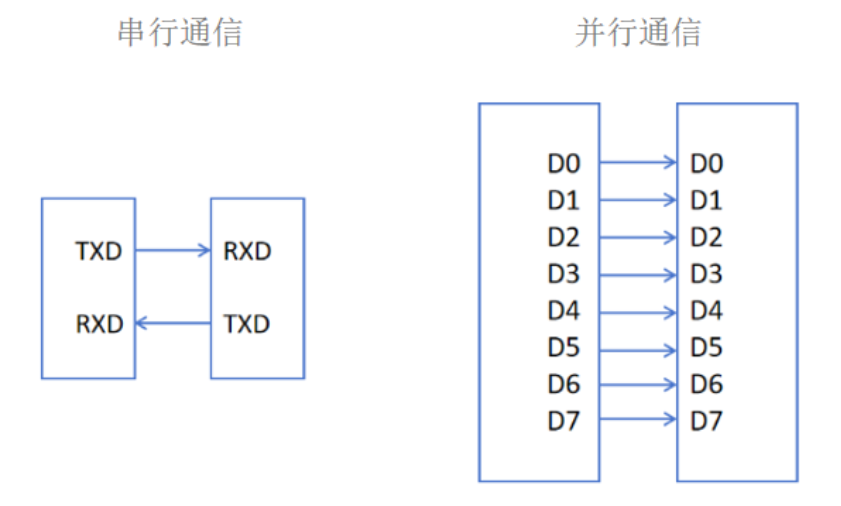 串行通信
并行通信
TXD RXD
RXD TXD
D0 D0
D1 D1
D2 D2
D3 D3
D4 D4
D5 D5
D6 D6
D7 D7